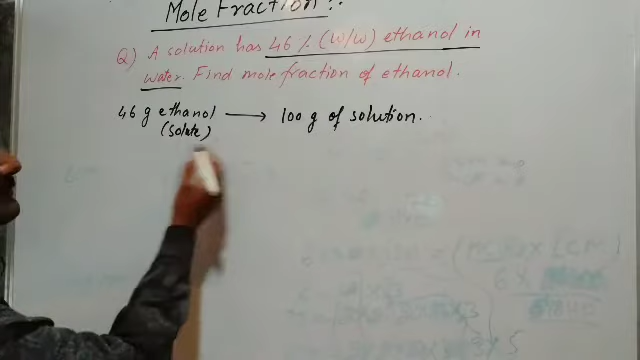 Mole Fraction :-
Q) A solution has 46 % (W/W) ethanol in
water. Find mole fraction of ethanol.
46 g ethanol ⟶ 100 g of solution.
(Solute)